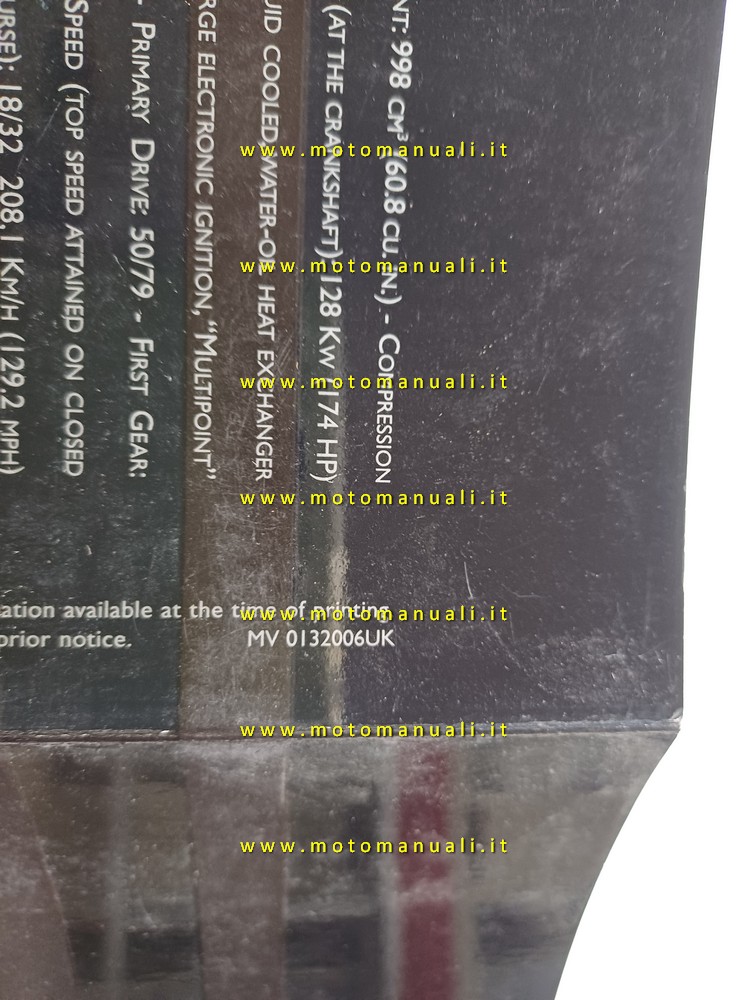 NT: 998 CM³ (60.8 CU. IN.) - COMPRESSION
(AT THE CRANKSHAFT) 128 KW (174 HP)
UID COOLED, WATER-OIL HEAT EXCHANGER
RGE ELECTRONIC IGNITION, "MULTIPOINT"
- PRIMARY DRIVE: 50/79 - FIRST GEAR:
SPEED (TOP SPEED ATTAINED ON CLOSED
URSE): 18/32 208.1 KM/H (129.2 MPH)
ation available at the time of printing
prior notice. MV 0132006UK
www.motomanuali.it
www.motomanuali.it
www.motomanuali.it
www.motomanuali.it
www.motomanuali.it
www.motomanuali.it
www.motomanuali.it